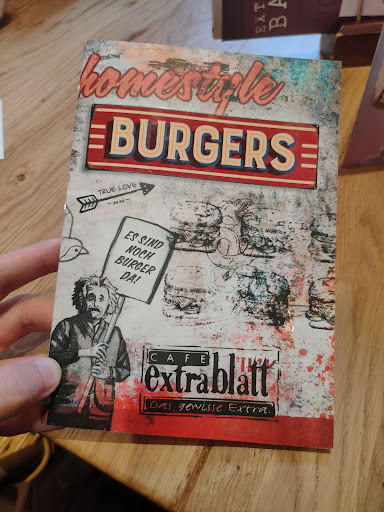 homestyle
BURGERS
TRUE LOVE
ES SIND
NOCH
BURGER
DA!
CAFE
extrablatt
Das gewisse Extra.